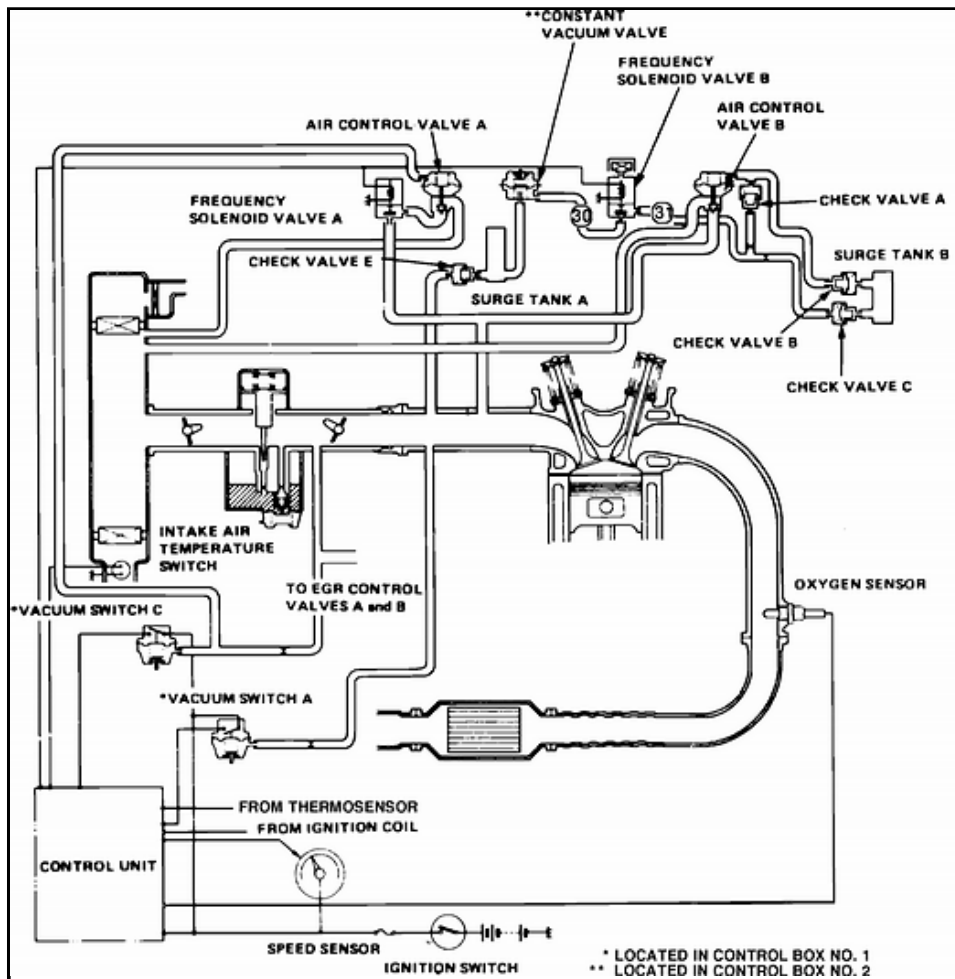 **CONSTANT
VACUUM VALVE
FREQUENCY
SOLENOID VALVE B
AIR CONTROL
VALVE B
AIR CONTROL VALVE A
CHECK VALVE A
FREQUENCY
SOLENOID VALVE A
30
31
CHECK VALVE E
SURGE TANK B
SURGE TANK A
CHECK VALVE B
CHECK VALVE C
INTAKE AIR
TEMPERATURE
SWITCH
TO EGR CONTROL
VALVES A and B
OXYGEN SENSOR
*VACUUM SWITCH C
*VACUUM SWITCH A
FROM THERMOSENSOR
FROM IGNITION COIL
CONTROL UNIT
SPEED SENSOR
IGNITION SWITCH
* LOCATED IN CONTROL BOX NO. 1
** LOCATED IN CONTROL BOX NO. 2